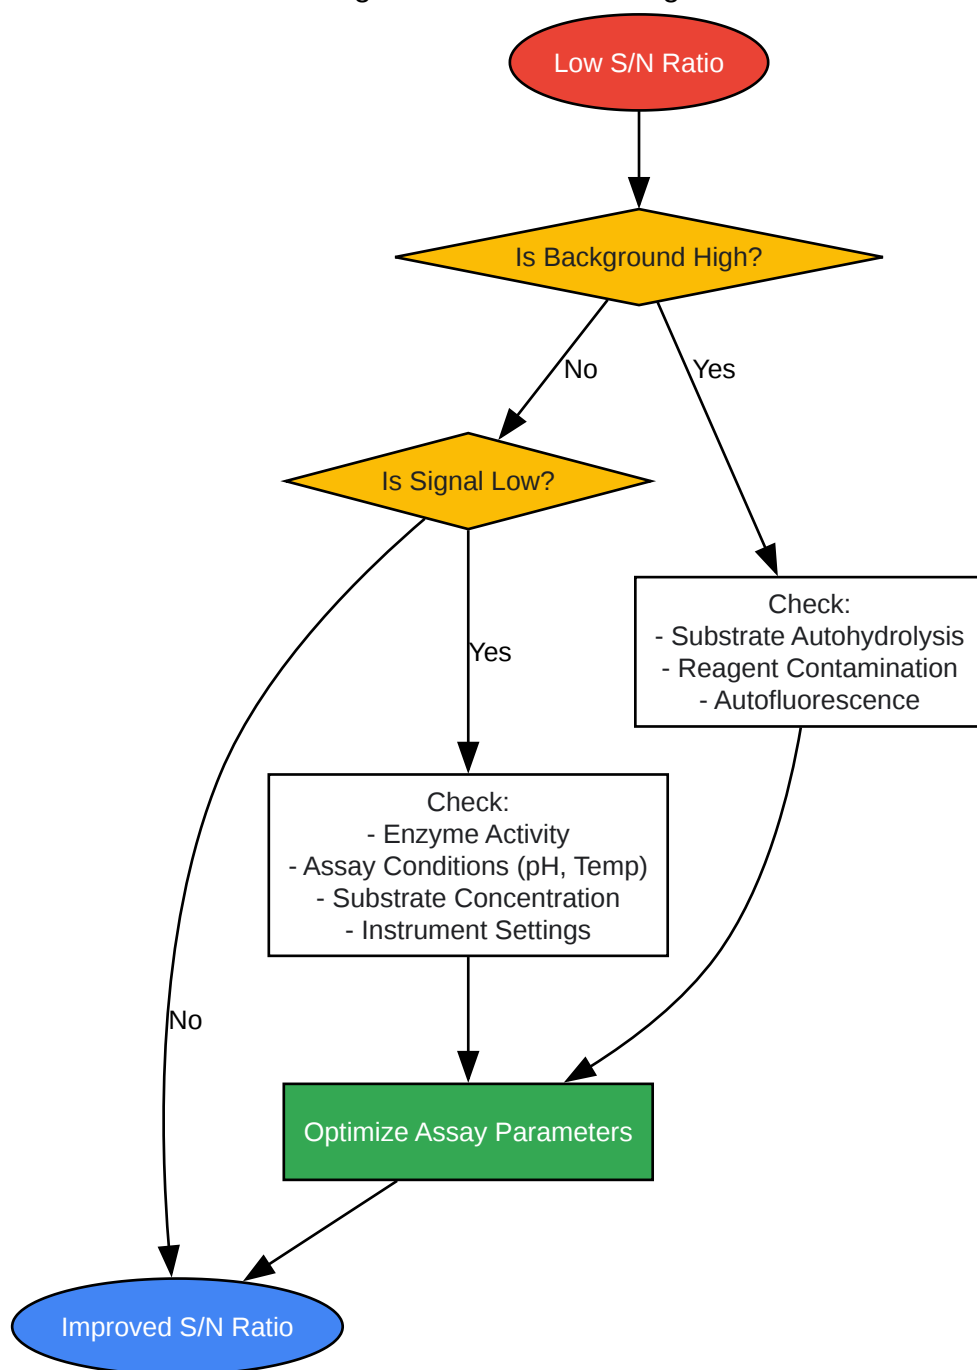 Low S/N Ratio
Is Background High?
No
Yes
Is Signal Low?
Check:
- Substrate Autohydrolysis
- Reagent Contamination
- Autofluorescence
Yes
Check:
- Enzyme Activity
- Assay Conditions (pH, Temp)
- Substrate Concentration
- Instrument Settings
No
Optimize Assay Parameters
Improved S/N Ratio